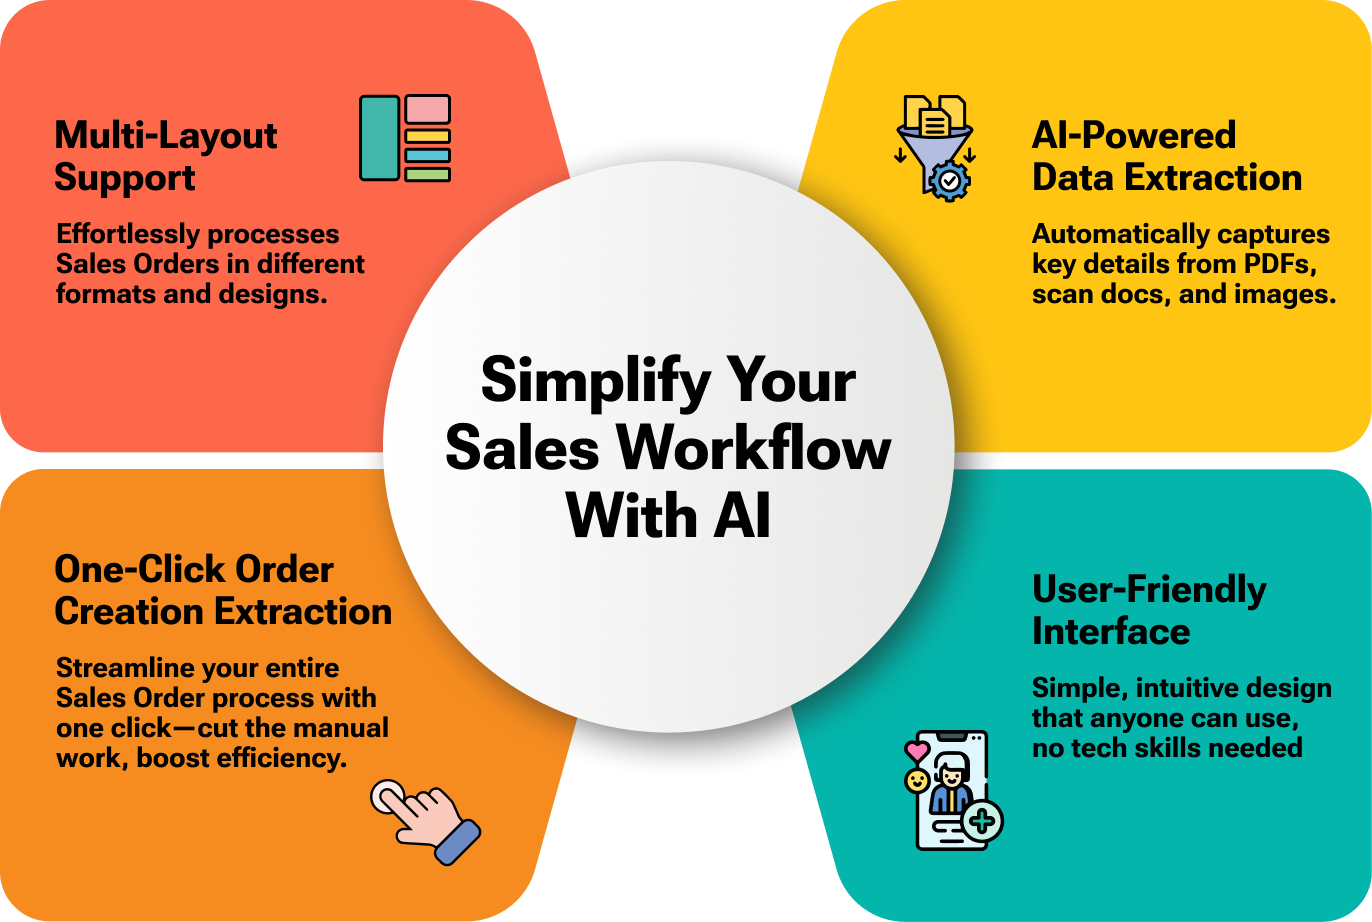 Multi-Layout
Support
Effortlessly processes
Sales Orders in different
formats and designs.
AI-Powered
Data Extraction
Automatically captures
key details from PDFs,
scan docs, and images.
Simplify Your
Sales Workflow
With AI
One-Click Order
Creation Extraction
Streamline your entire
Sales Order process with
one click—cut the manual
work, boost efficiency.
User-Friendly
Interface
Simple, intuitive design
that anyone can use,
no tech skills needed